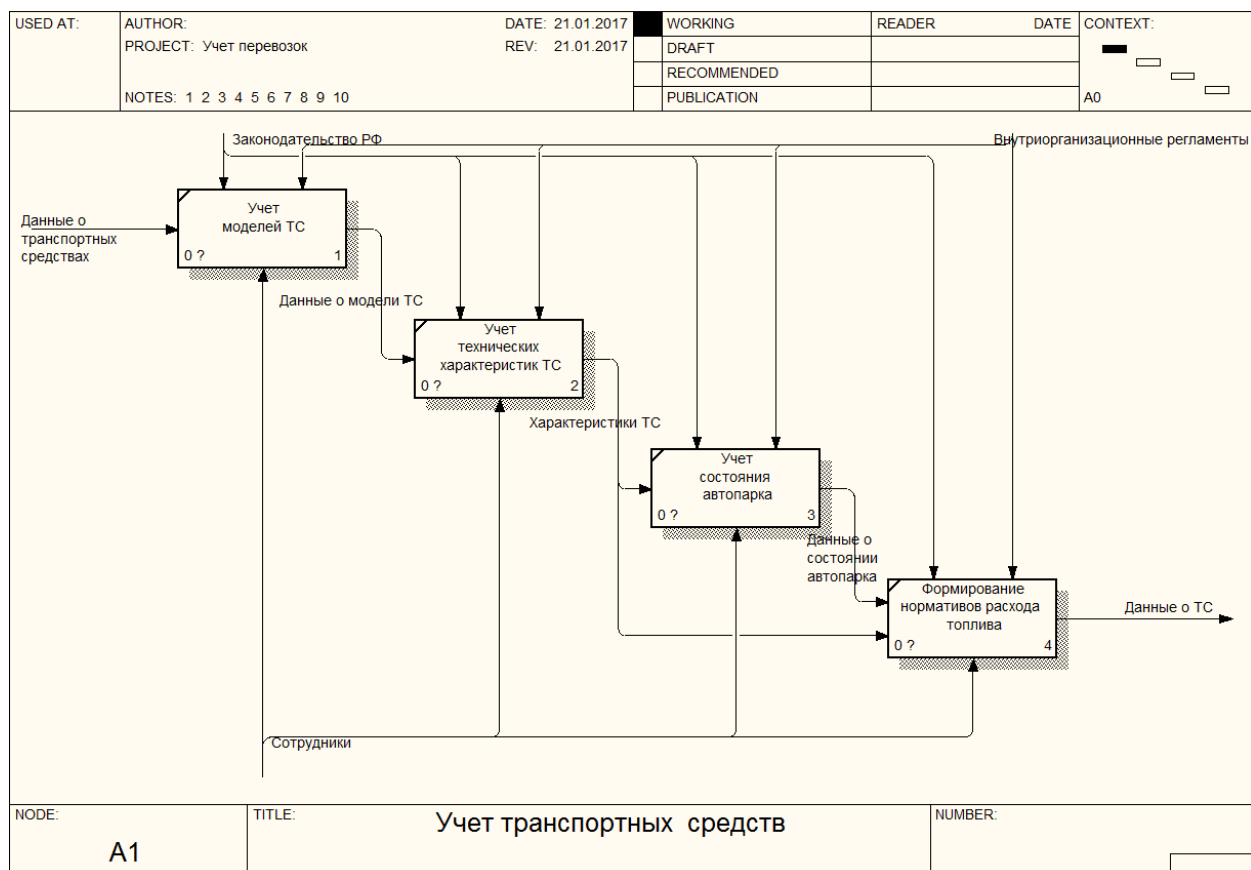 USED AT:
AUTHOR:
DATE: 21.01.2017
WORKING
READER
DATE
CONTEXT:
PROJECT: Учет перевозок
REV: 21.01.2017
DRAFT
RECOMMENDED
NOTES: 1 2 3 4 5 6 7 8 9 10
PUBLICATION
A0
Законодательство РФ
Внутриорганизационные регламенты
Данные о
транспортных
средствах
Учет
моделей ТС
0 ?
1
Данные о модели ТС
Учет
технических
характеристик ТС
0 ?
2
Характеристики ТС
Учет
состояния
автопарка
0 ?
3
Данные о
состоянии
автопарка
Формирование
нормативов расхода
топлива
0 ?
4
Данные о ТС
Сотрудники
NODE:
A1
TITLE:
Учет транспортных средств
NUMBER: